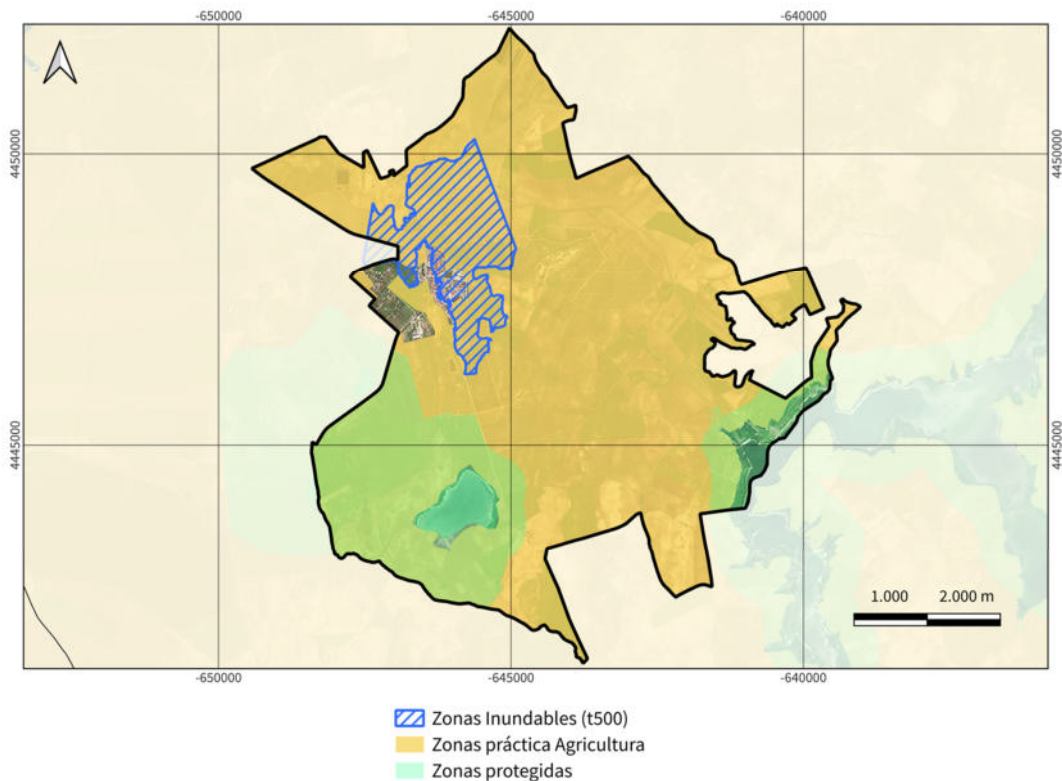 -650000 -645000 -640000
4450000 4450000
4445000 4445000
1.000 2.000 m
-650000 -645000 -640000
Zonas Inundables (t500)
Zonas práctica Agricultura
Zonas protegidas